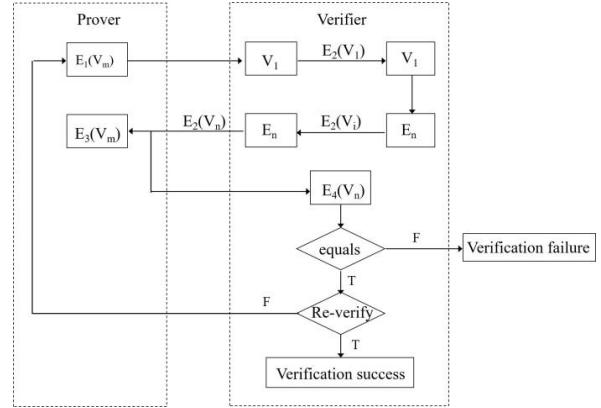 Prover
Verifier
E₁(Vₘ)
V₁
E₂(V₁)
V₁
E₃(Vₘ)
E₂(Vₙ)
Eₙ
E₂(Vᵢ)
Eₙ
E₄(Vₙ)
equals
F
Verification failure
T
F
Re-verify
T
Verification success